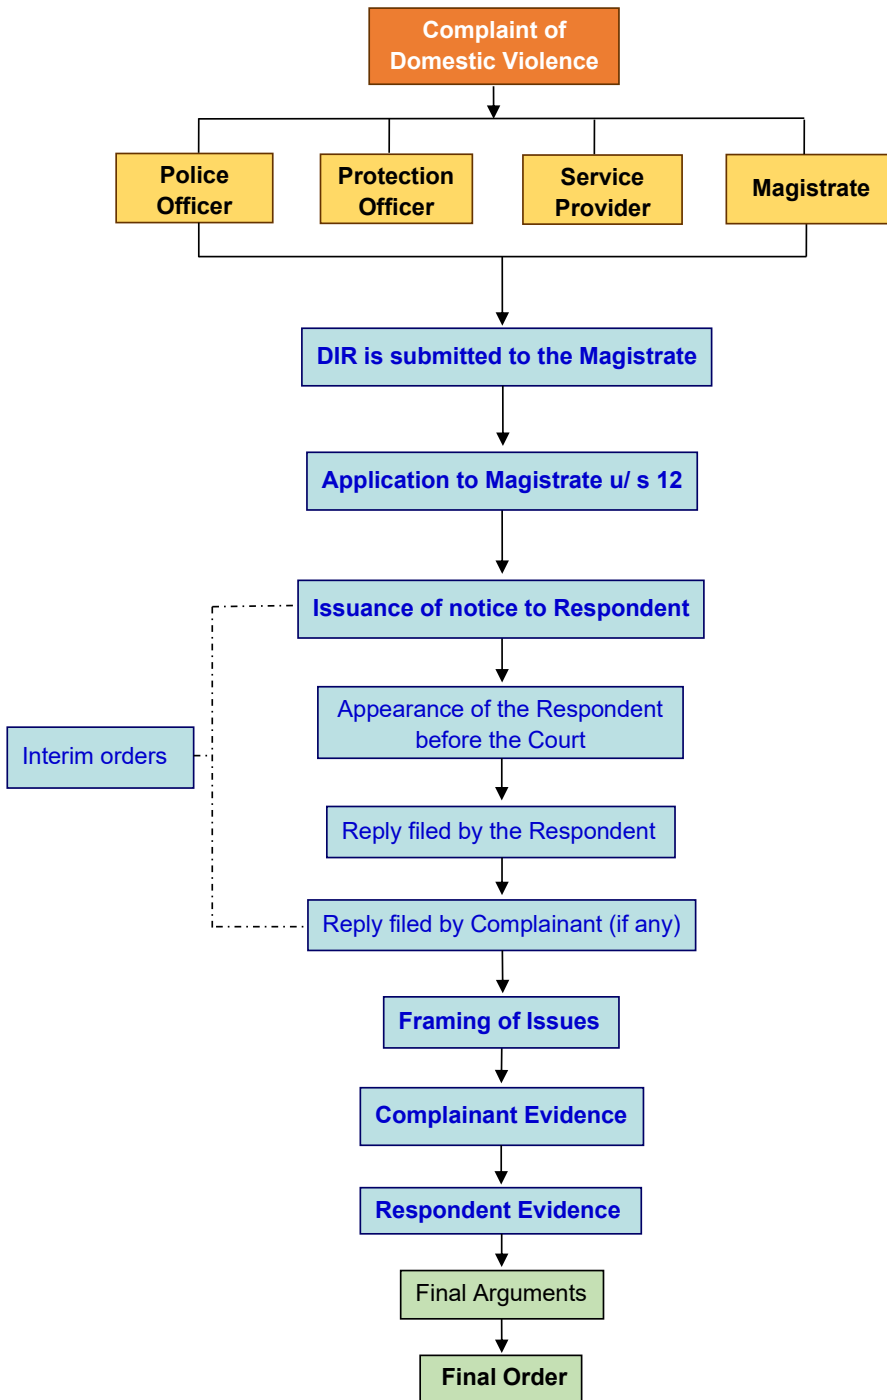 Complaint of
Domestic Violence
Police
Officer
Protection
Officer
Service
Provider
Magistrate
DIR is submitted to the Magistrate
Application to Magistrate u/ s 12
Issuance of notice to Respondent
Appearance of the Respondent
before the Court
Interim orders
Reply filed by the Respondent
Reply filed by Complainant (if any)
Framing of Issues
Complainant Evidence
Respondent Evidence
Final Arguments
Final Order